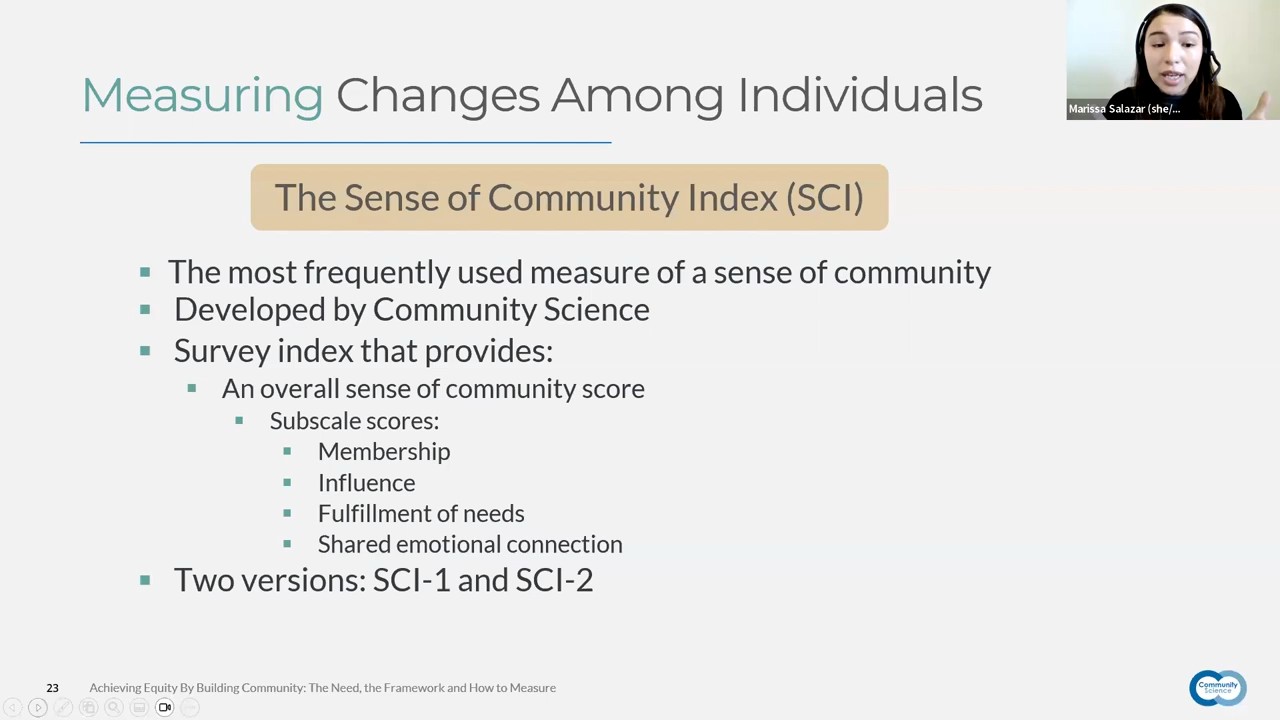 Measuring Changes Among Individuals
Marissa Salazar (she/...
The Sense of Community Index (SCI)
The most frequently used measure of a sense of community
Developed by Community Science
Survey index that provides:
An overall sense of community score
Subscale scores:
Membership
Influence
Fulfillment of needs
Shared emotional connection
Two versions: SCI-1 and SCI-2
23
Achieving Equity By Building Community: The Need, the Framework and How to Measure
Community
Science